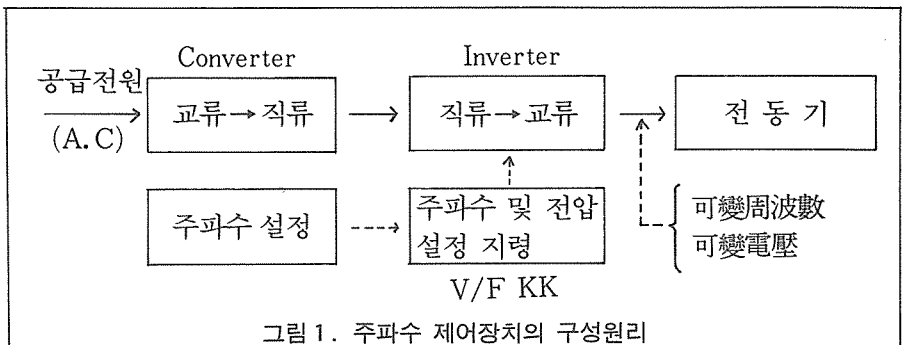 Converter Inverter
공급전원
(A.C)
교류→직류
직류→교류
전 동 기
주파수 설정
주파수 및 전압
설정 지령
可變周波數
可變電壓
V/F KK
그림 1. 주파수 제어장치의 구성원리